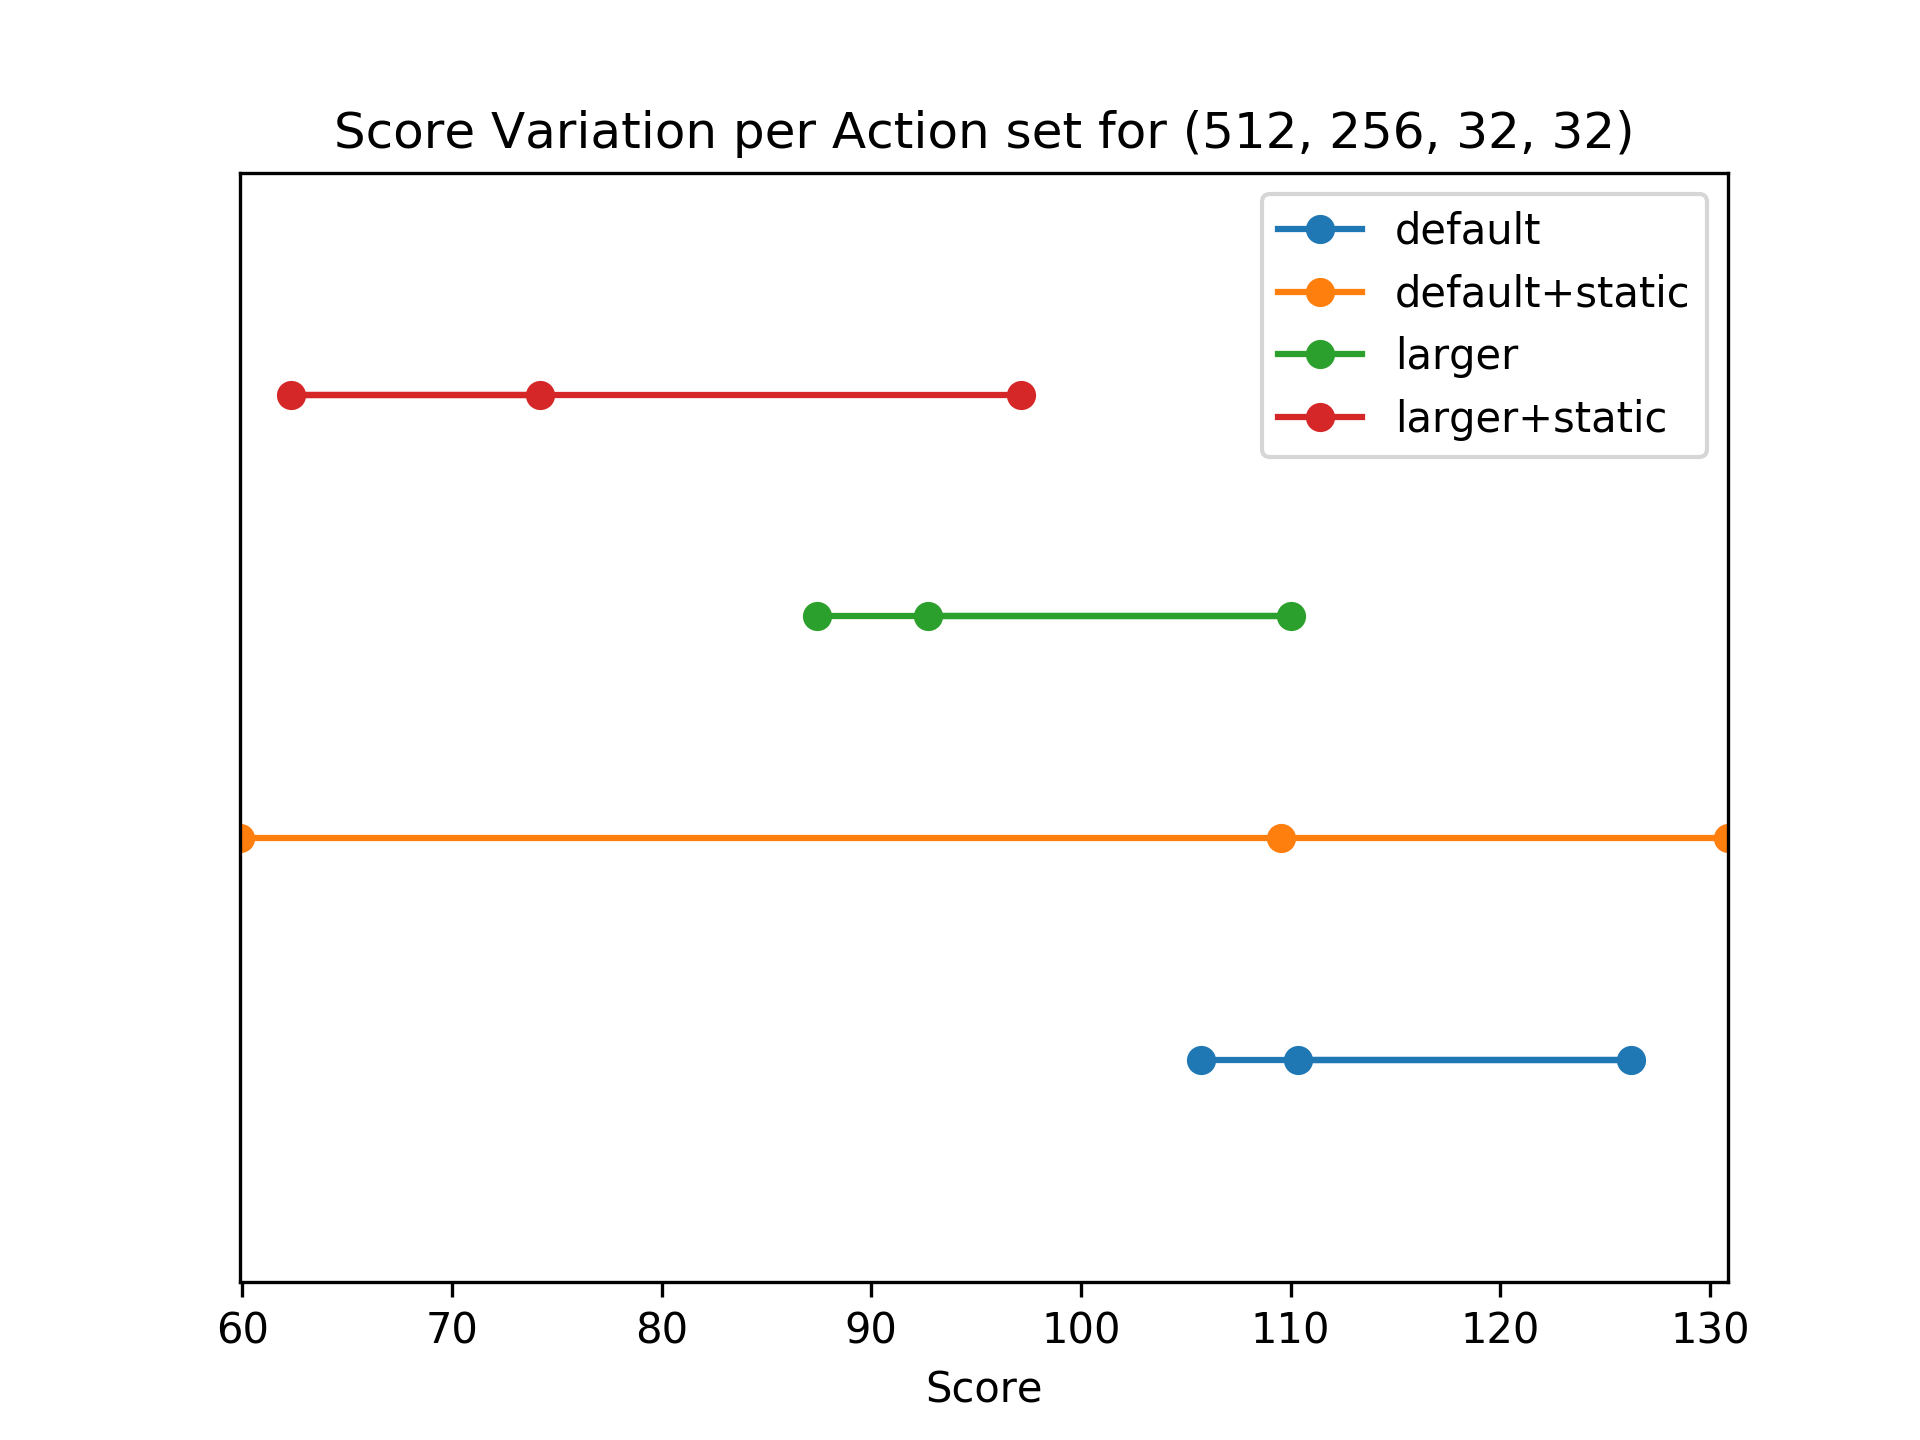 Score Variation per Action set for (512, 256, 32, 32)
default
default+static
larger
larger+static
60 70 80 90 100 110 120 130
Score